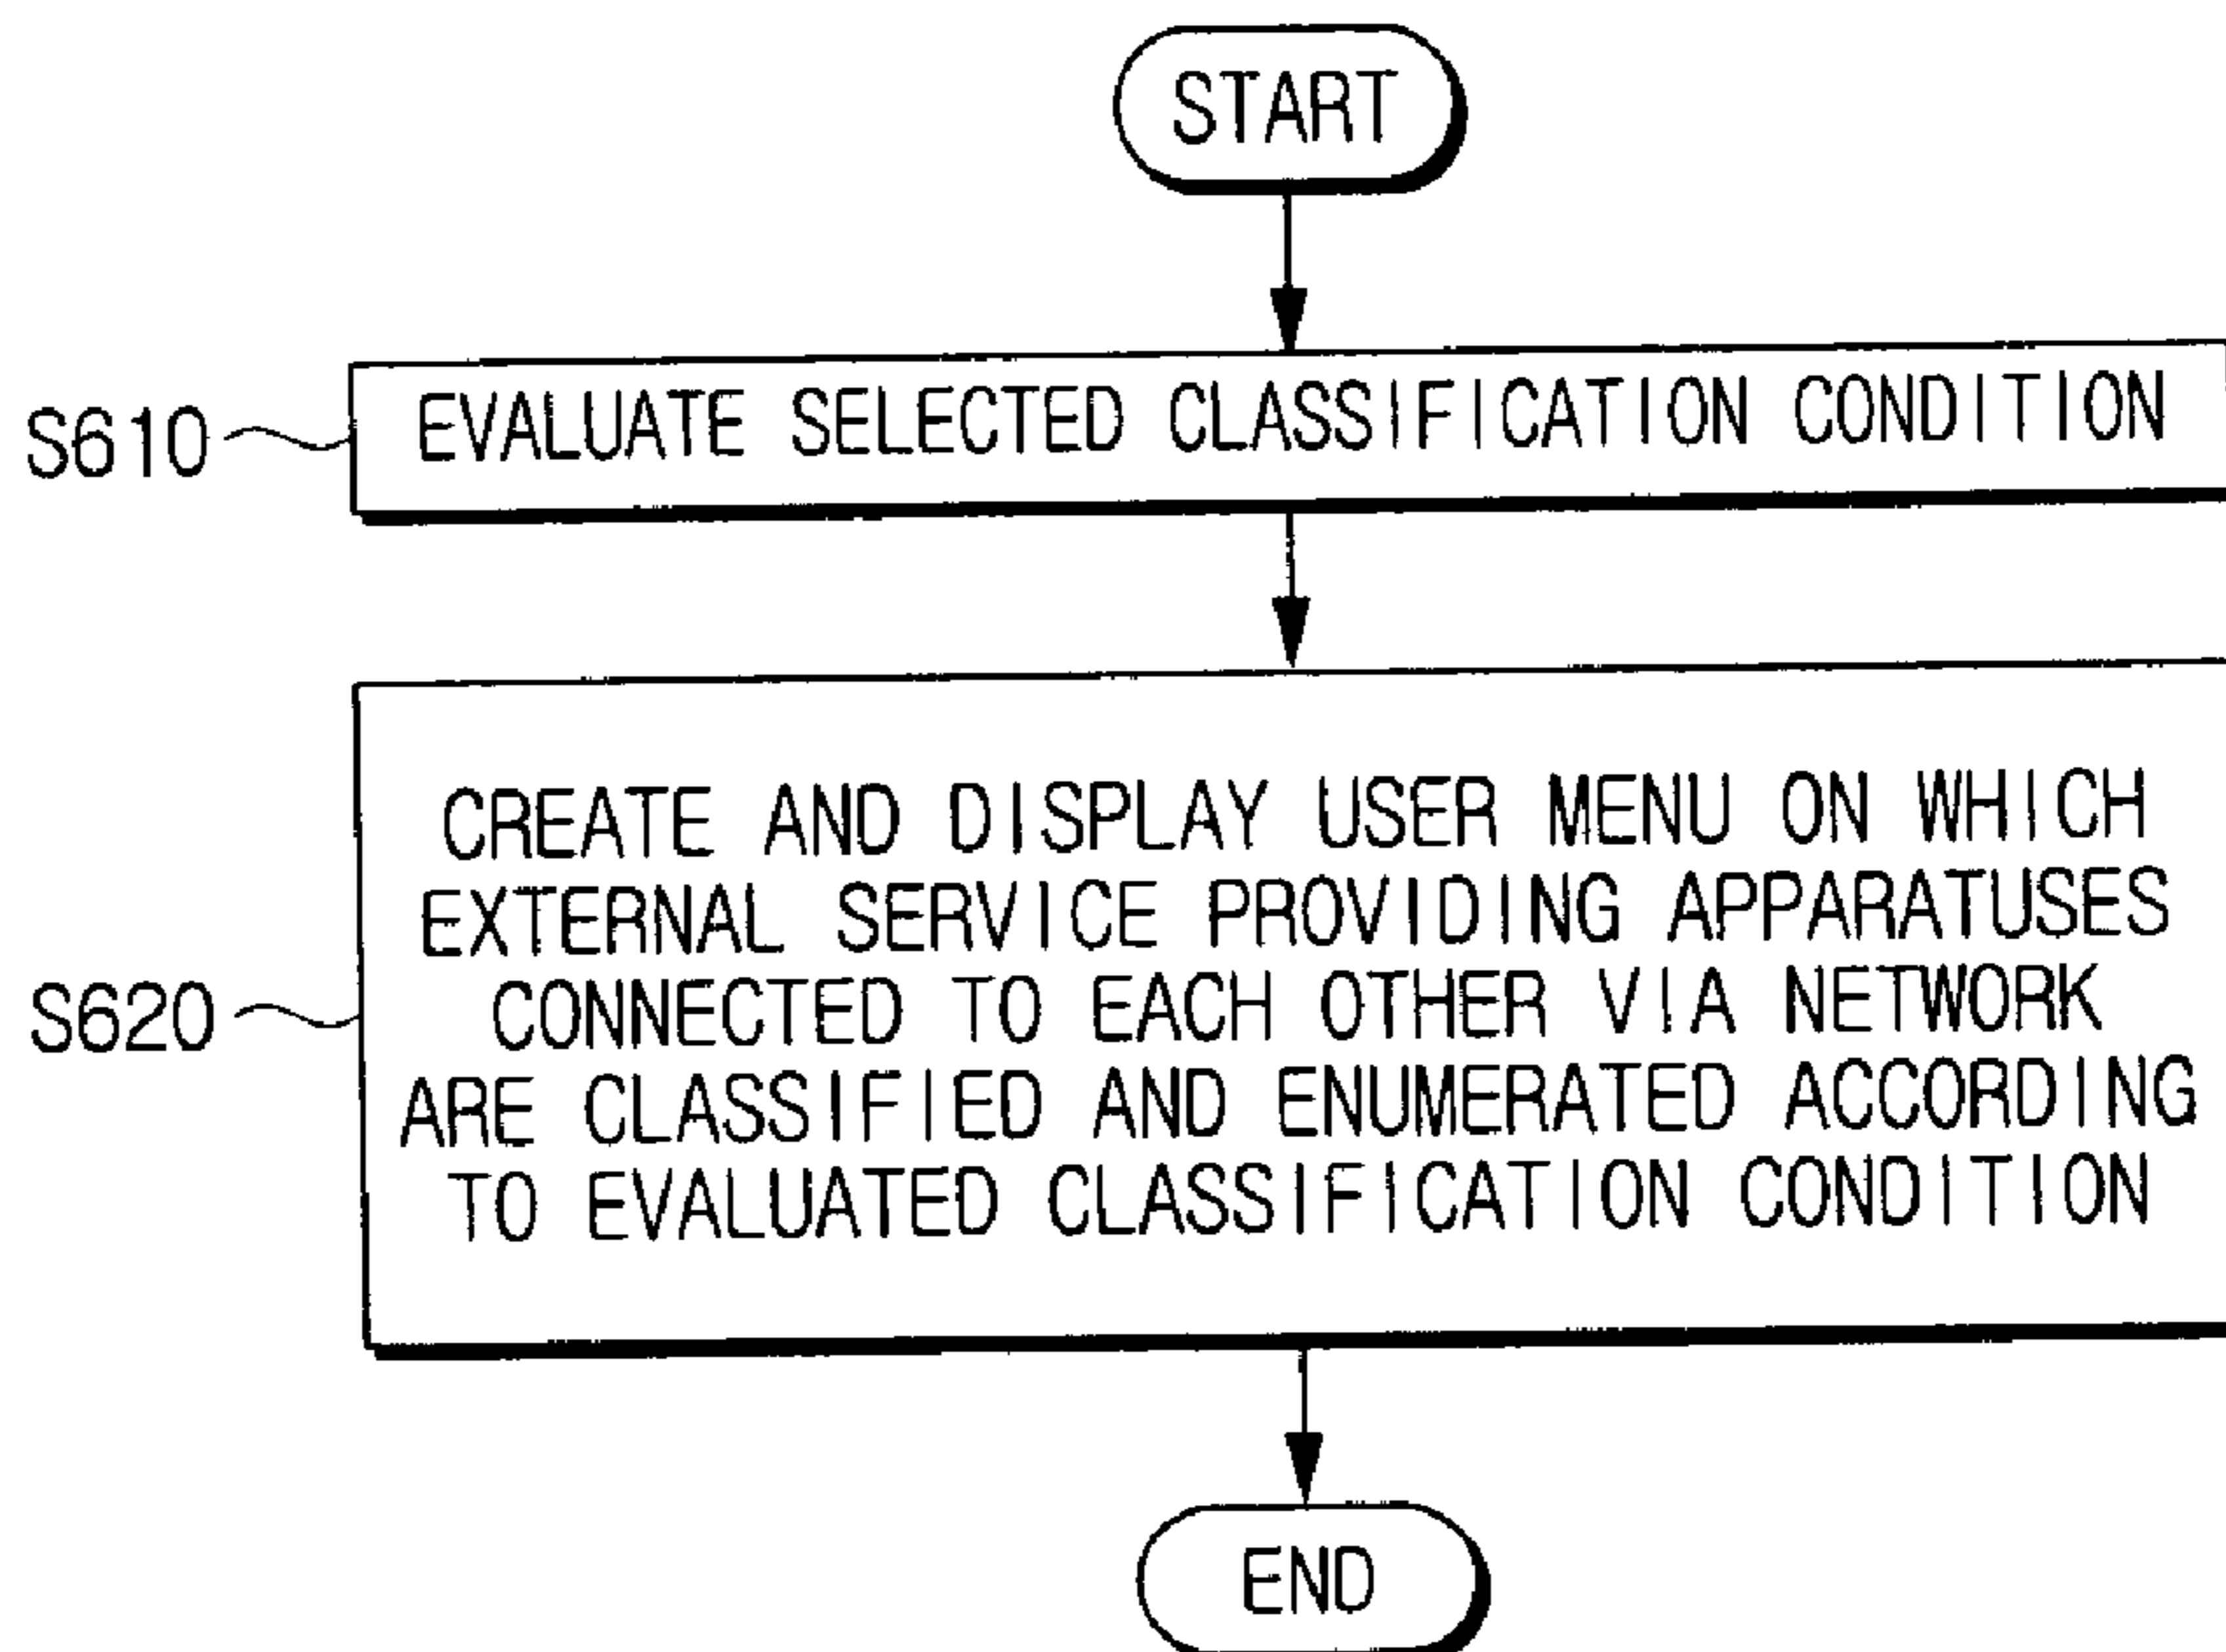 START
S610
EVALUATE SELECTED CLASSIFICATION CONDITION
S620
CREATE AND DISPLAY USER MENU ON WHICH
EXTERNAL SERVICE PROVIDING APPARATUSES
CONNECTED TO EACH OTHER VIA NETWORK
ARE CLASSIFIED AND ENUMERATED ACCORDING
TO EVALUATED CLASSIFICATION CONDITION
END